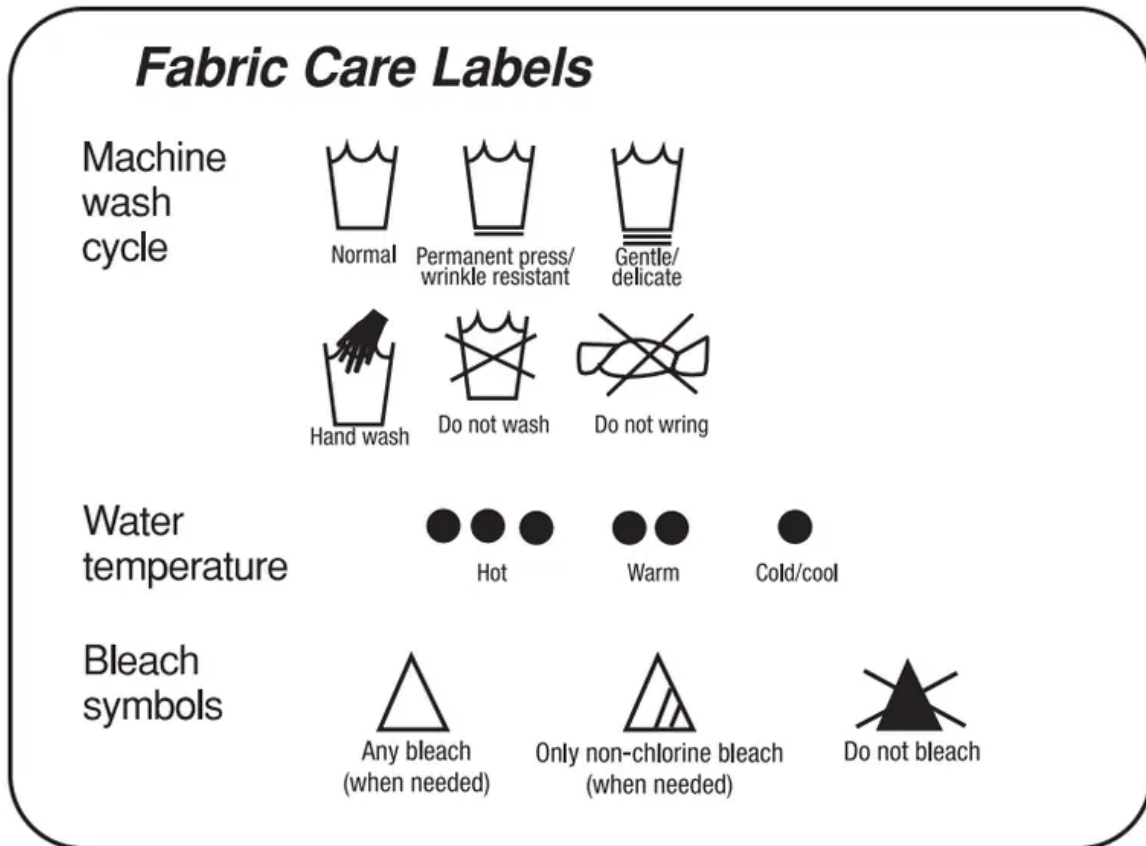 Fabric Care Labels
Machine
wash
cycle
Normal
Permanent press/
wrinkle resistant
Gentle/
delicate
Hand wash
Do not wash
Do not wring
Water
temperature
Hot
Warm
Cold/cool
Bleach
symbols
Any bleach
(when needed)
Only non-chlorine bleach
(when needed)
Do not bleach